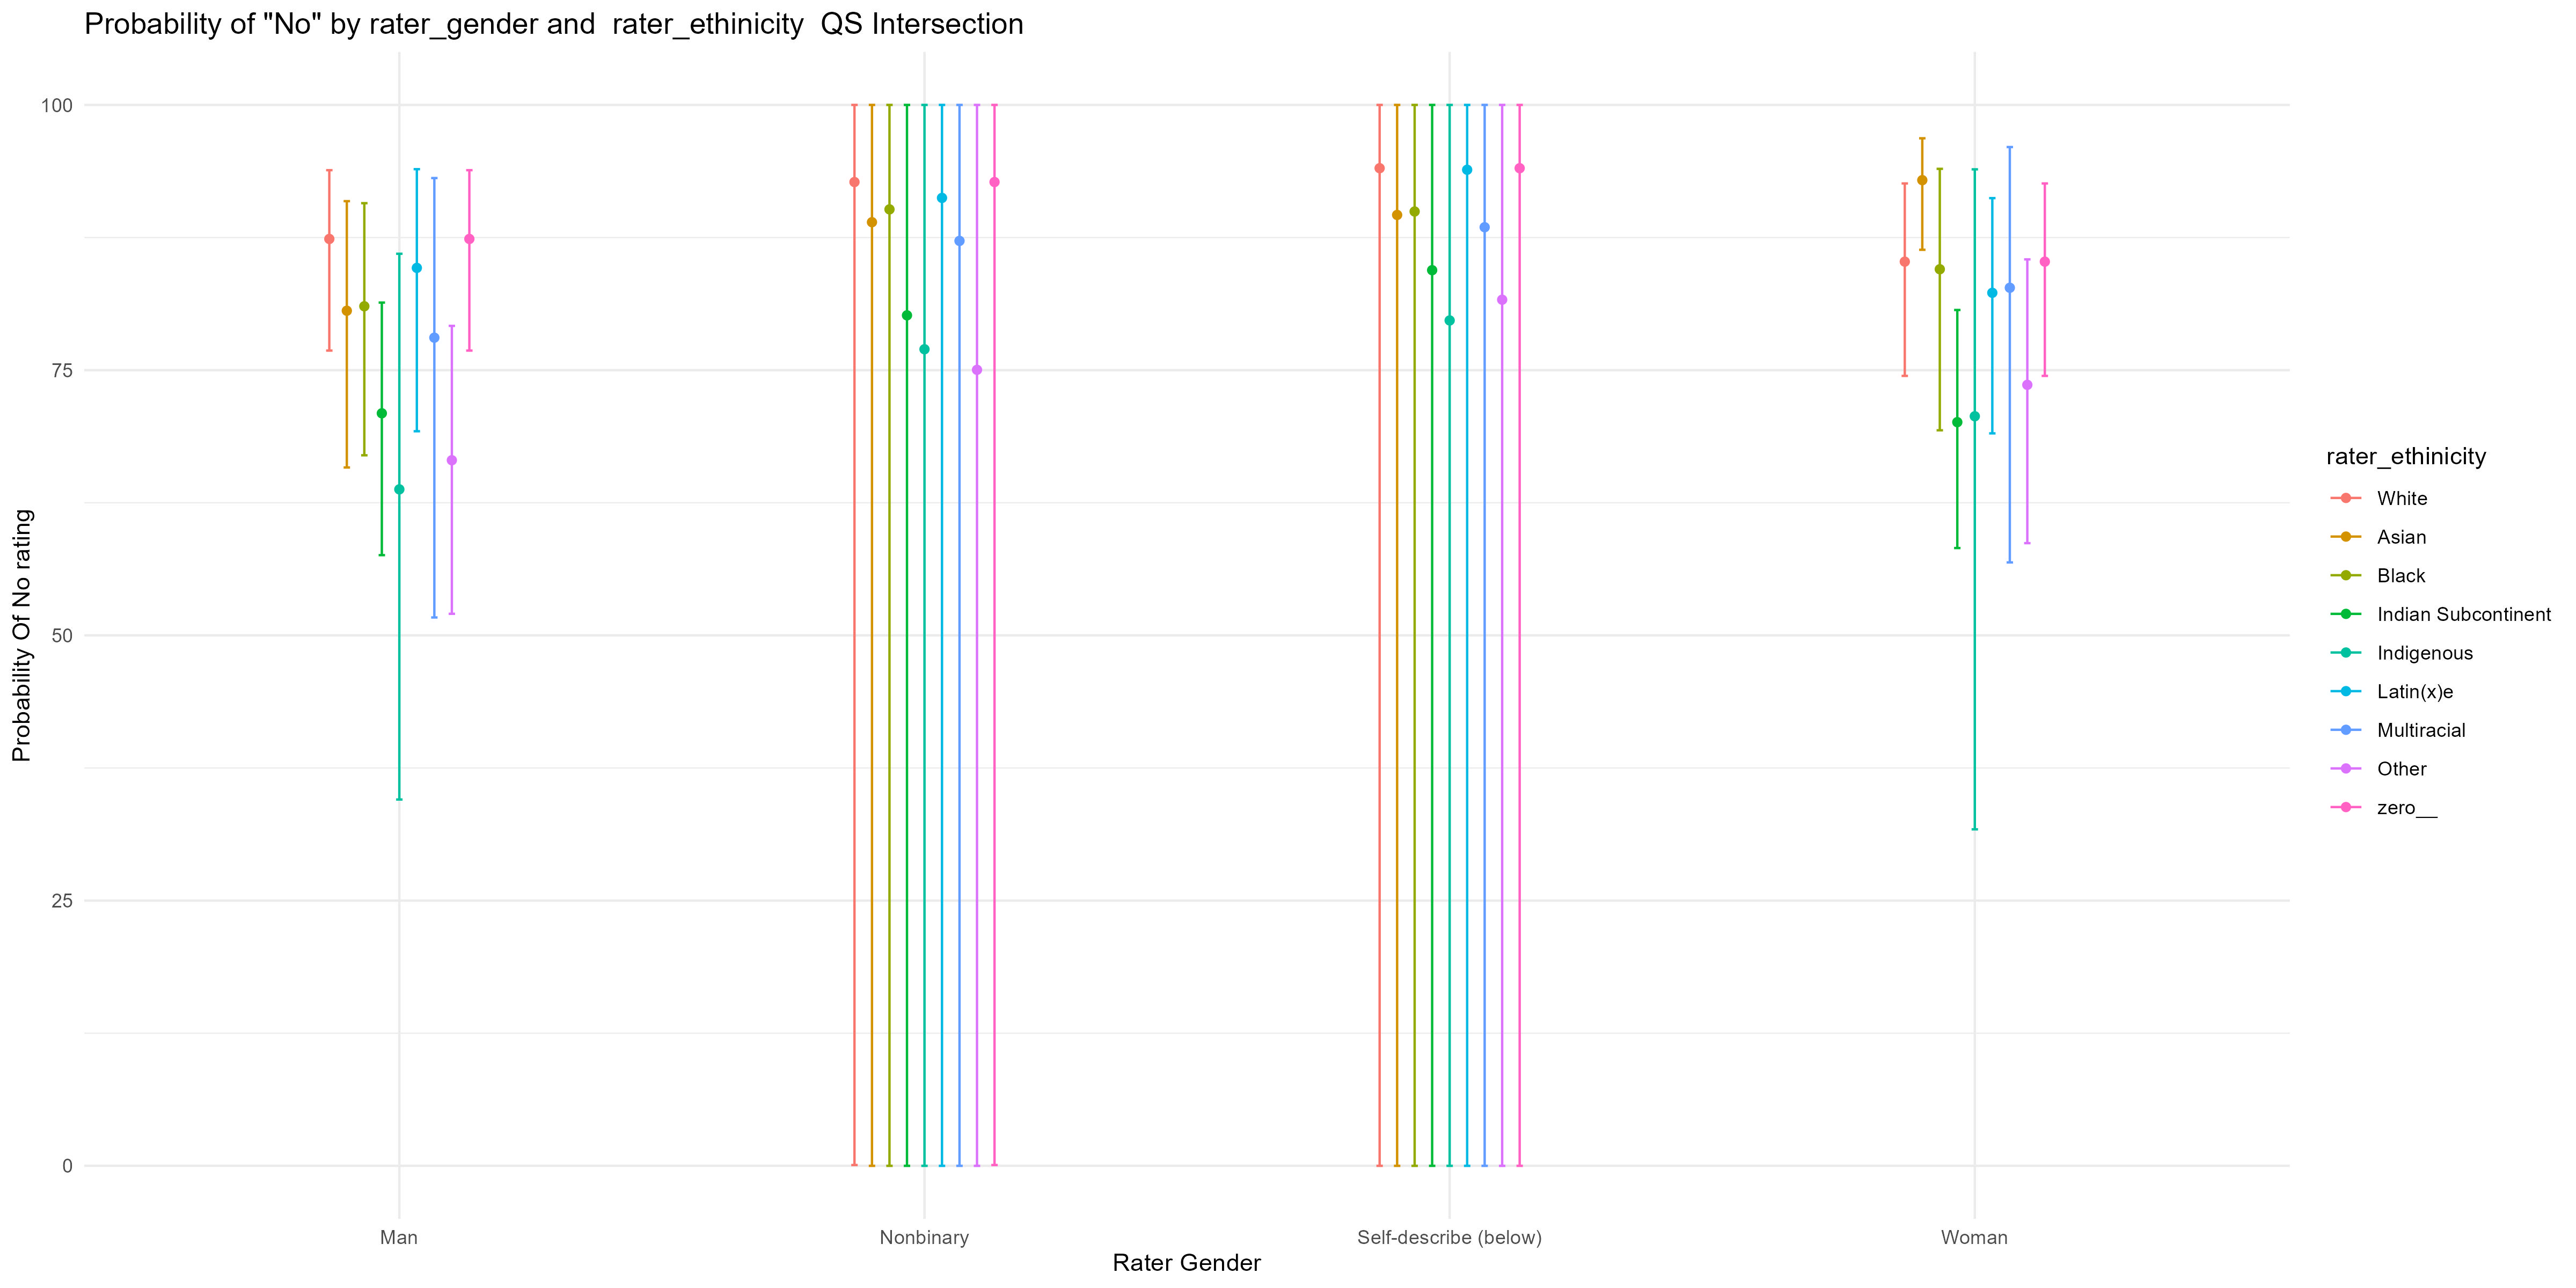 Probability of "No" by rater_gender and  rater_ethinicity  QS Intersection
Probability Of No rating
100
75
50
25
0
Man
Nonbinary
Self-describe (below)
Woman
Rater Gender
rater_ethinicity
White
Asian
Black
Indian Subcontinent
Indigenous
Latin(x)e
Multiracial
Other
zero__